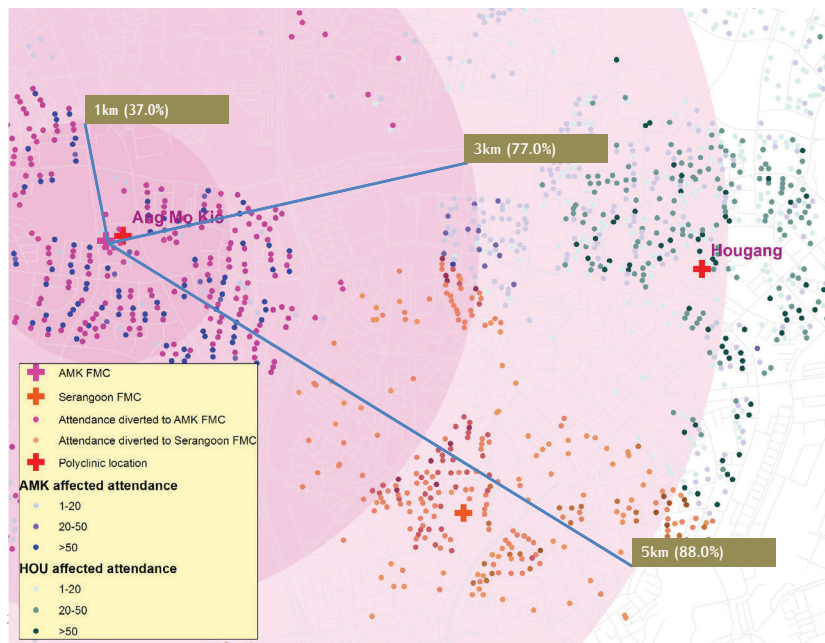 1km (37.0%)
3km (77.0%)
Ang Mo Kio
Hougang
AMK FMC
Serangoon FMC
Attendance diverted to AMK FMC
Attendance diverted to Serangoon FMC
Polyclinic location
AMK affected attendance
1-20
20-50
>50
HOU affected attendance
1-20
20-50
>50
5km (88.0%)